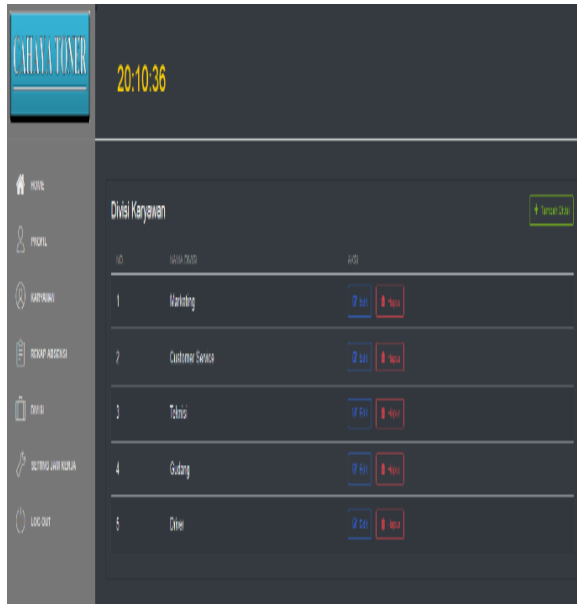 CAHAYA TONER
20:10:36
HOME
PROFIL
KARYAWAN
REKAP ABSENSI
DIVISI
SETTING JAM KERJA
LOG OUT
Divisi Karyawan
+ Tambah Divisi
NO NAMA DIVISI AKSI
1 Marketing Edit Hapus
2 Customer Service Edit Hapus
3 Teknisi Edit Hapus
4 Gudang Edit Hapus
5 Driver Edit Hapus